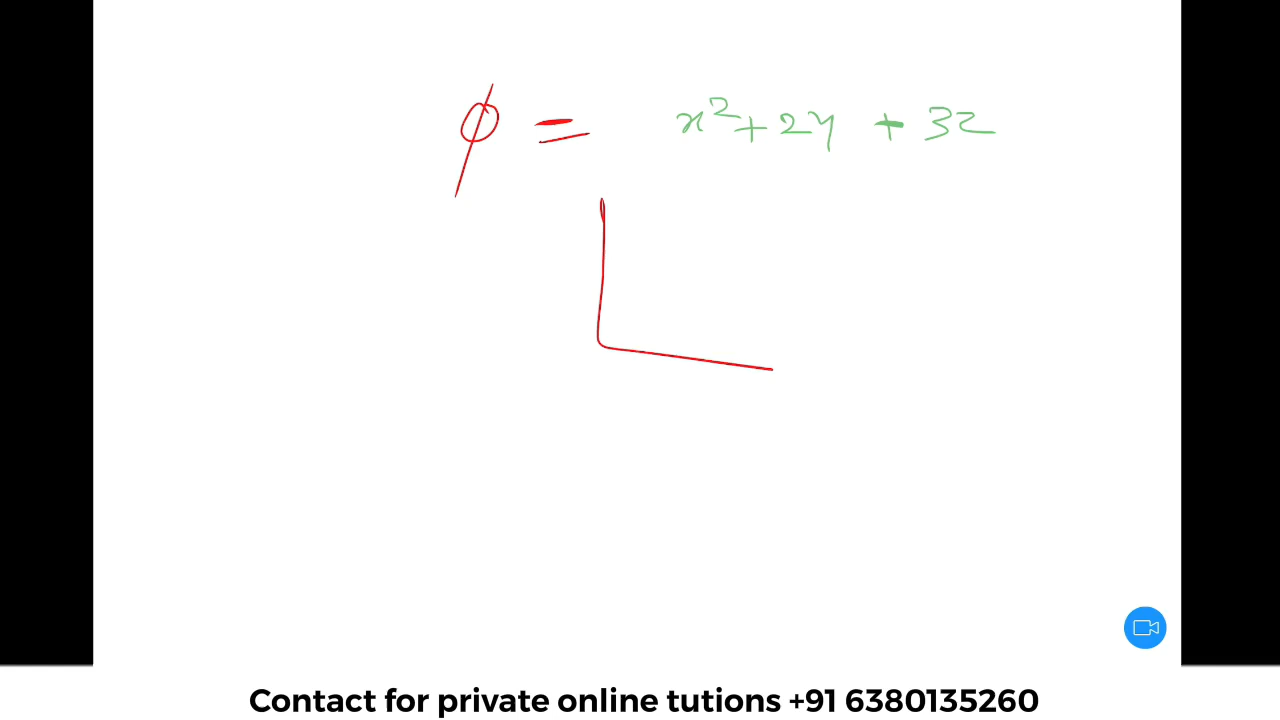 ϕ = x² + 2y + 3z
Contact for private online tutions +91 6380135260